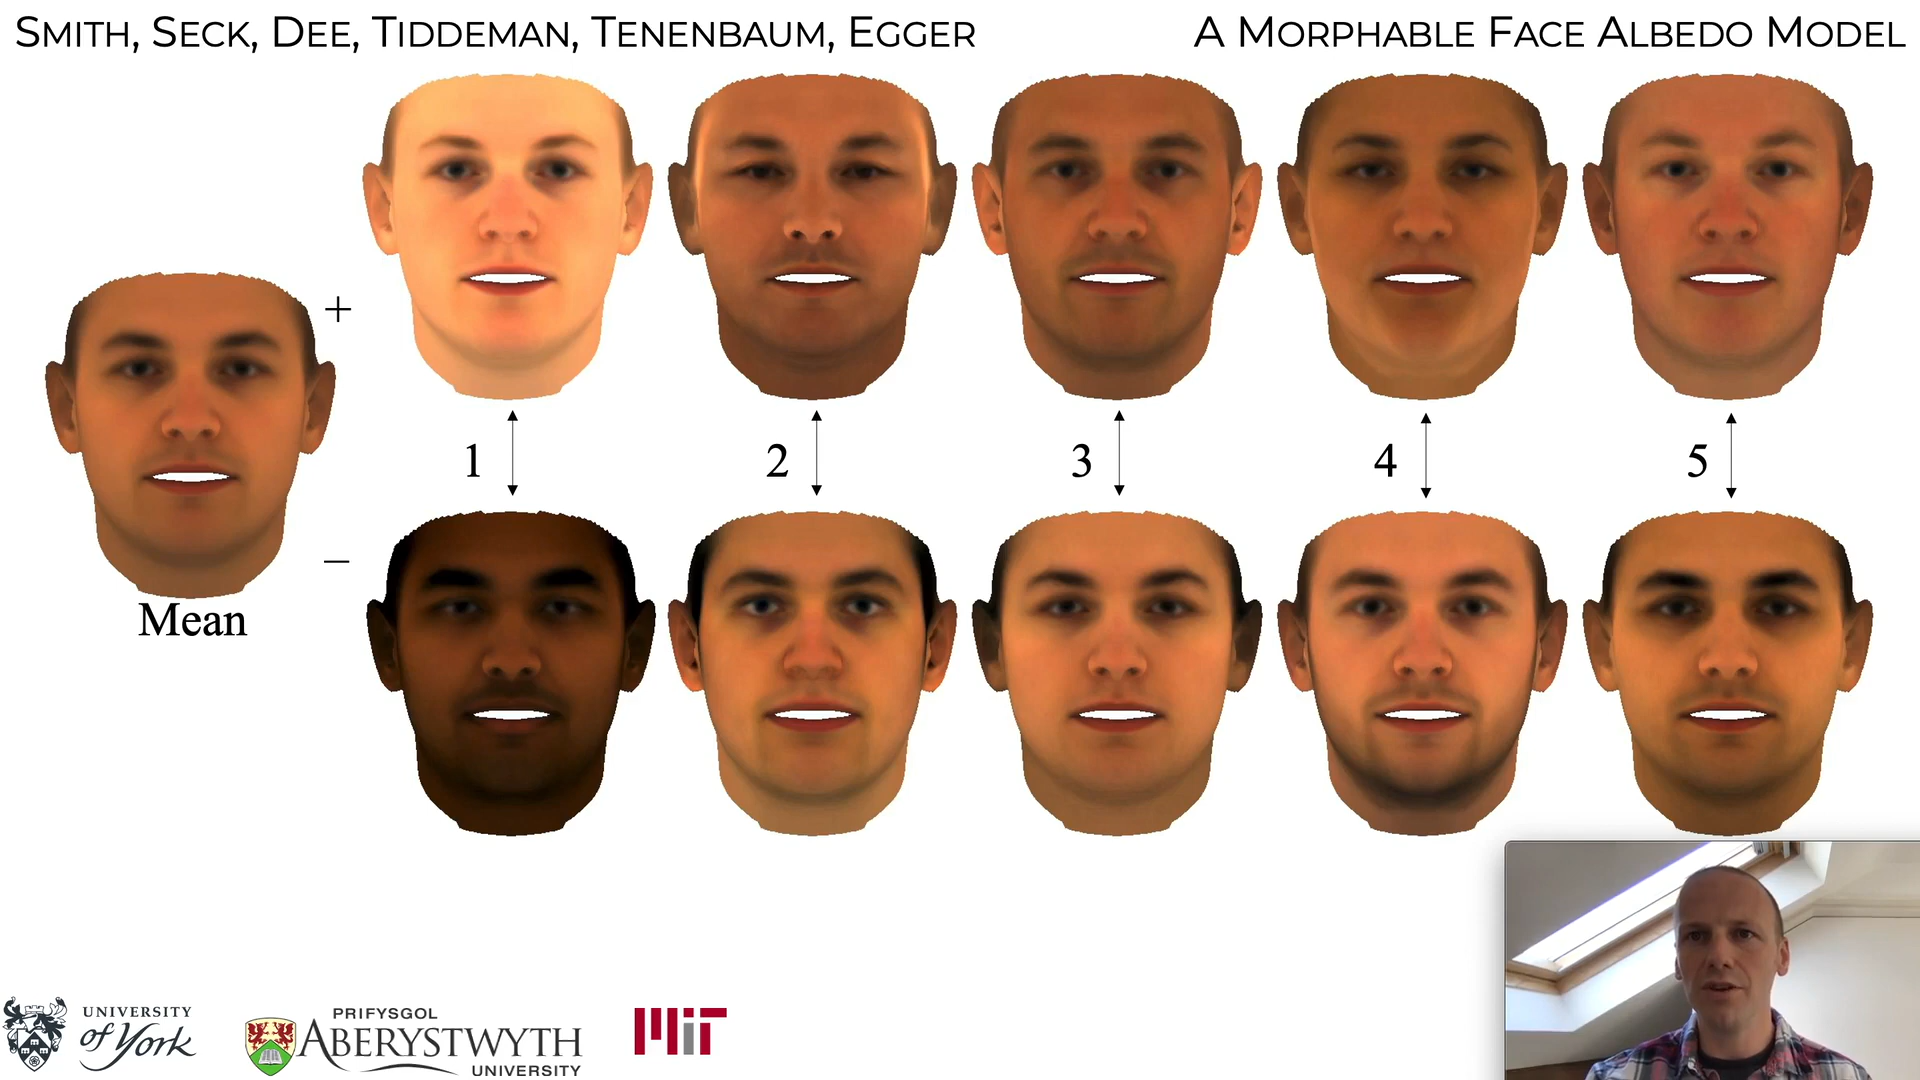 SMITH, SECK, DEE, TIDDEMAN, TENENBAUM, EGGER
A MORPHABLE FACE ALBEDO MODEL
+
1
2
3
4
5
−
Mean
UNIVERSITY
of York
PRIFYSGOL
ABERYSTWYTH
UNIVERSITY
MIT